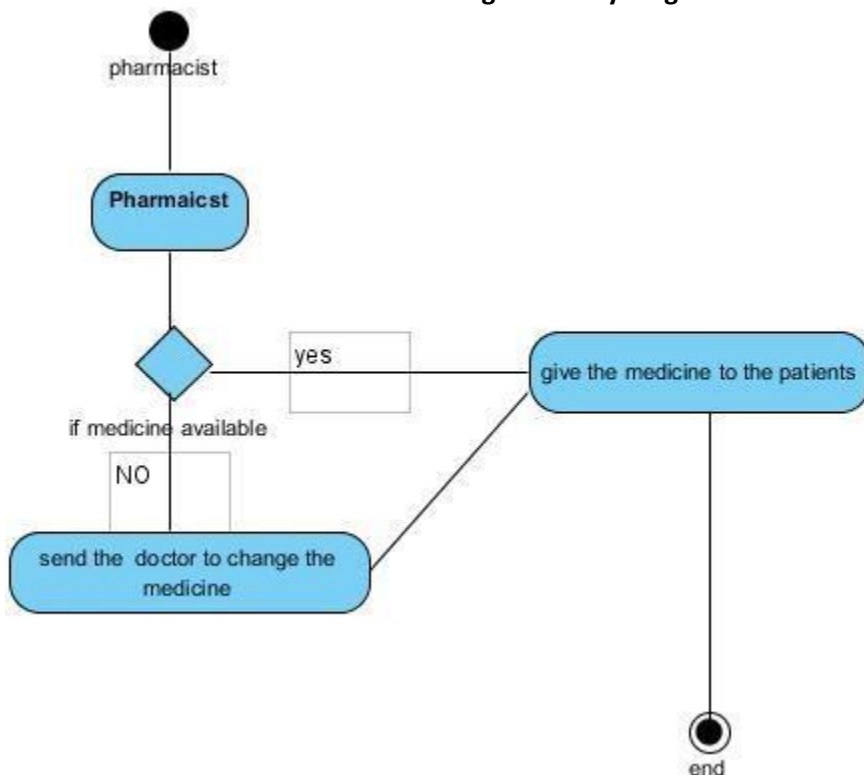 pharmacist
Pharmaicst
yes
give the medicine to the patients
if medicine available
NO
send the doctor to change the
medicine
end